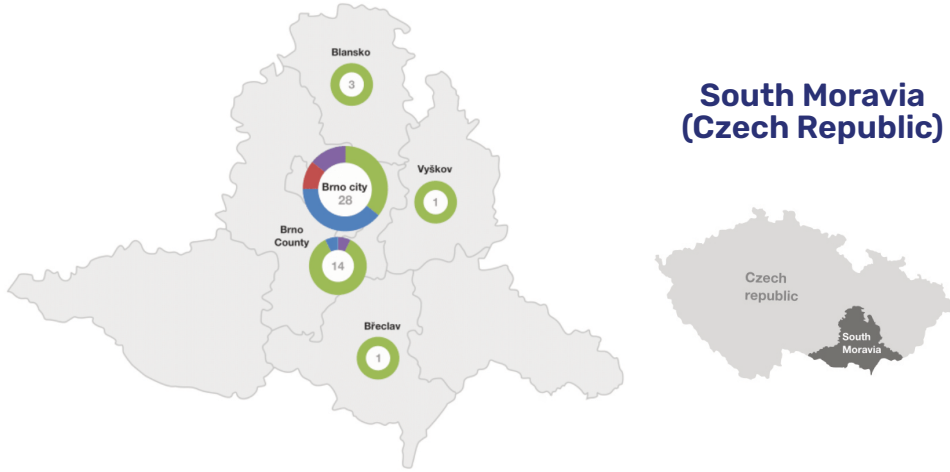 Blansko
3
South Moravia
(Czech Republic)
Brno city
28
Vyškov
1
Brno
County
14
Czech
republic
Břeclav
1
South
Moravia